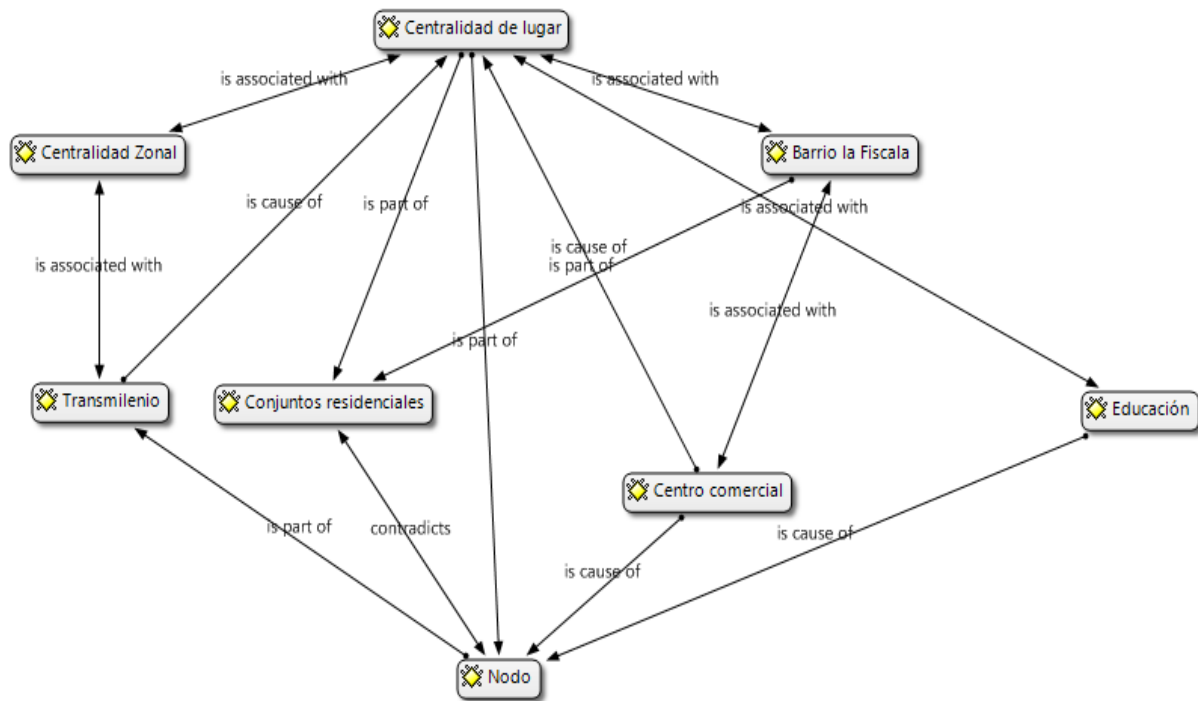 Centralidad de lugar
is associated with
is associated with
Centralidad Zonal
Barrio la Fiscala
is cause of
is part of
is associated with
is cause of
is part of
is associated with
is associated with
is part of
Transmilenio
Conjuntos residenciales
Educación
Centro comercial
is part of
contradicts
is cause of
is cause of
Nodo